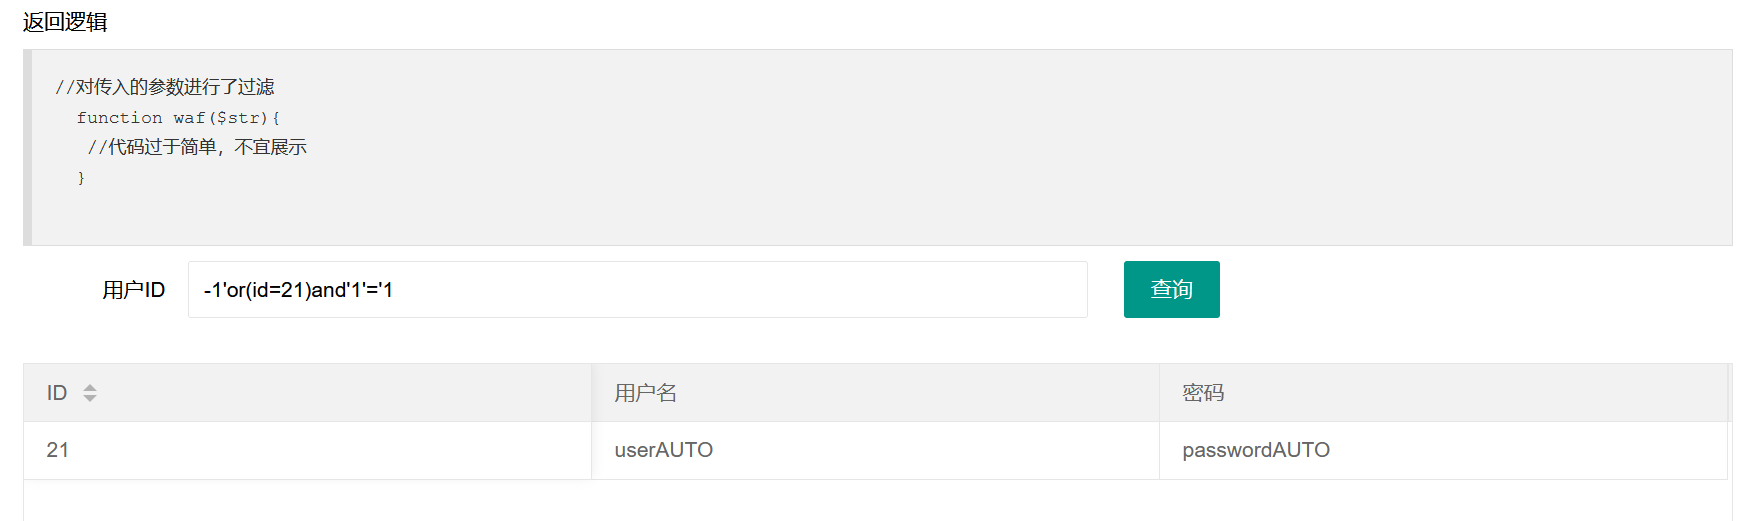 返回逻辑
//对传入的参数进行了过滤
function waf($str){
//代码过于简单，不宜展示
}
用户ID -1'or(id=21)and'1'='1 查询
ID 用户名 密码
21 userAUTO passwordAUTO